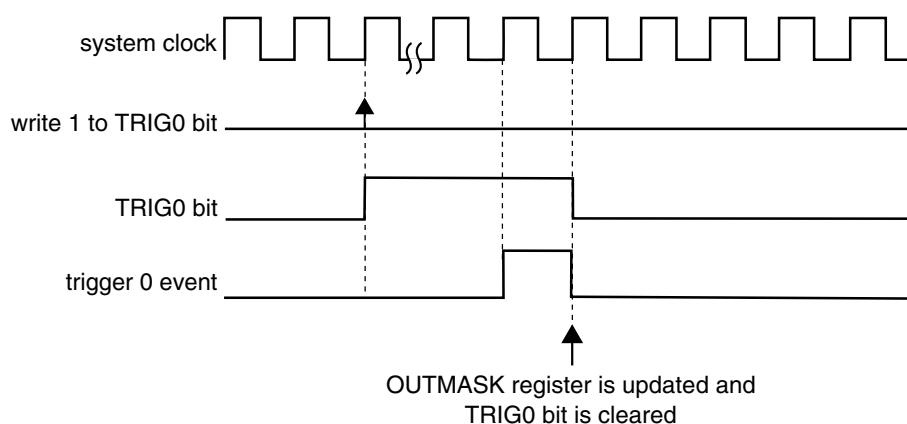 system clock
write 1 to TRIG0 bit
TRIG0 bit
trigger 0 event
OUTMASK register is updated and
TRIG0 bit is cleared